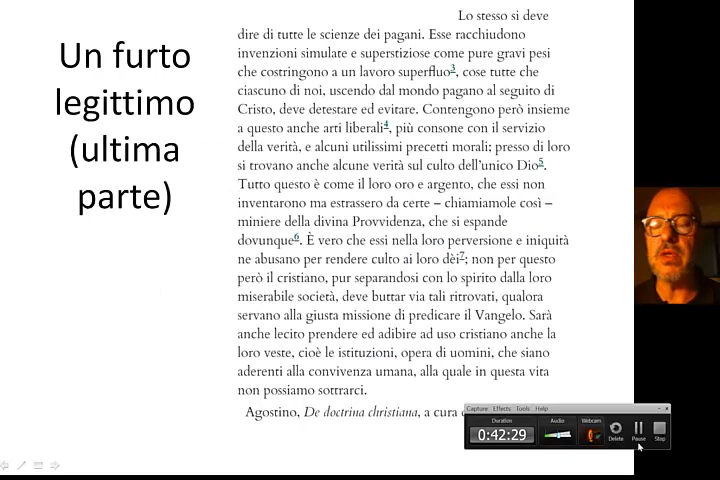 Un furto
legittimo
(ultima
parte)
Lo stesso si deve
dire di tutte le scienze dei pagani. Esse racchiudono
invenzioni simulate e superstiziose come pure gravi pesi
che costringono a un lavoro superfluo3, cose tutte che
ciascuno di noi, uscendo dal mondo pagano al seguito di
Cristo, deve detestare ed evitare. Contengono però insieme
a questo anche arti liberali4, più consone con il servizio
della verità, e alcuni utilissimi precetti morali; presso di loro
si trovano anche alcune verità sul culto dell'unico Dio5.
Tutto questo è come il loro oro e argento, che essi non
inventarono ma estrassero da certe – chiamiamole così –
miniere della divina Provvidenza, che si espande
dovunque6. È vero che essi nella loro perversione e iniquità
ne abusano per rendere culto ai loro dèi7; non per questo
però il cristiano, pur separandosi con lo spirito dalla loro
miserabile società, deve buttar via tali ritrovati, qualora
servano alla giusta missione di predicare il Vangelo. Sarà
anche lecito prendere ed adibire ad uso cristiano anche la
loro veste, cioè le istituzioni, opera di uomini, che siano
aderenti alla convivenza umana, alla quale in questa vita
non possiamo sottrarci.
Agostino, De doctrina christiana, a cura
Capture Effects Tools Help
Duration Audio Webcam
0:42:29
Delete Pause Stop